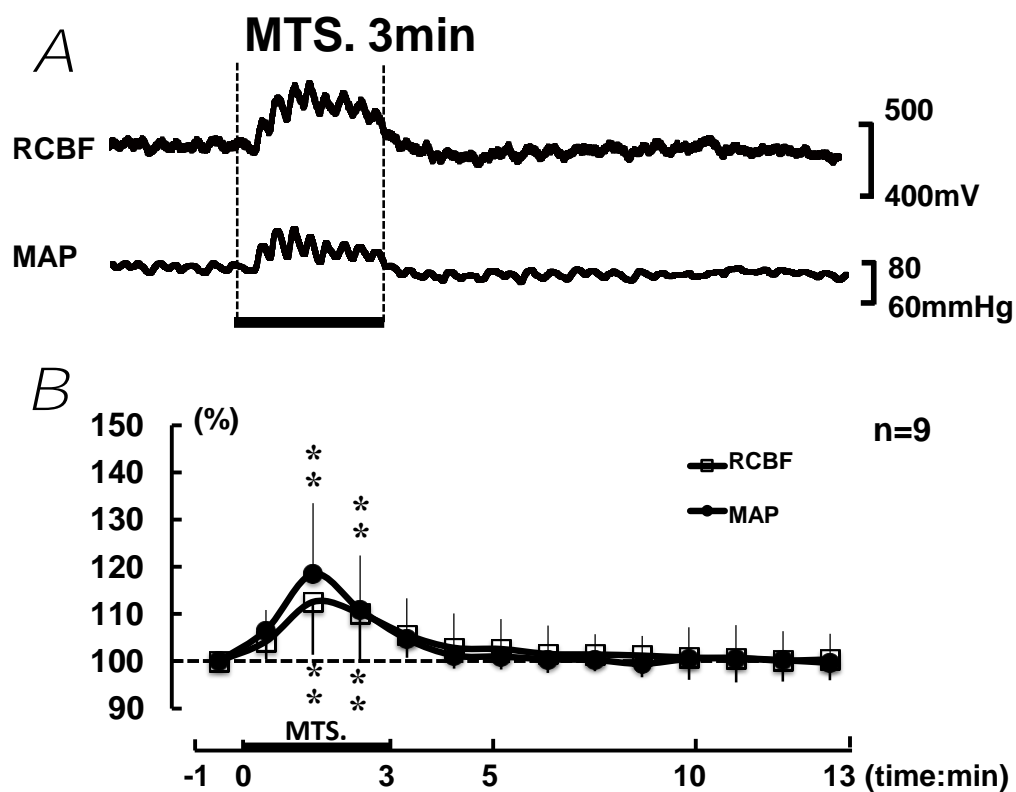 A
MTS. 3min
RCBF
500
400mV
MAP
80
60mmHg
B
(%)
150
140
130
120
110
100
90
n=9
RCBF
MAP
**
**
**
**
MTS.
-1 0 3 5 10 13 (time:min)